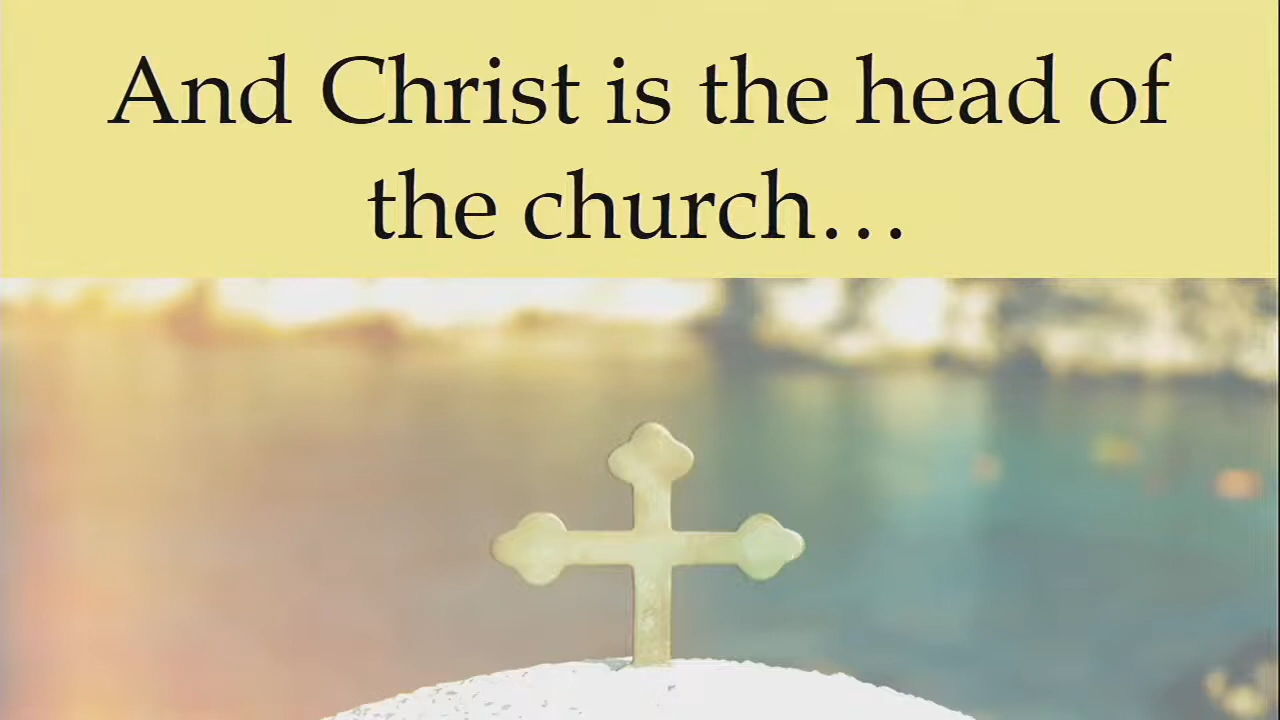 And Christ is the head of
the church…